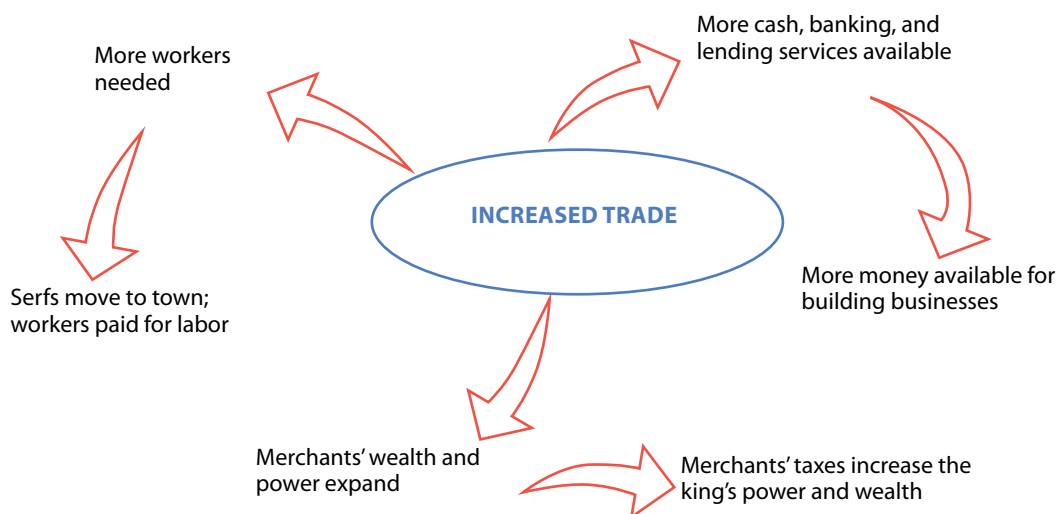 More workers
needed
More cash, banking, and
lending services available
INCREASED TRADE
Serfs move to town;
workers paid for labor
More money available for
building businesses
Merchants’ wealth and
power expand
Merchants’ taxes increase the
king’s power and wealth